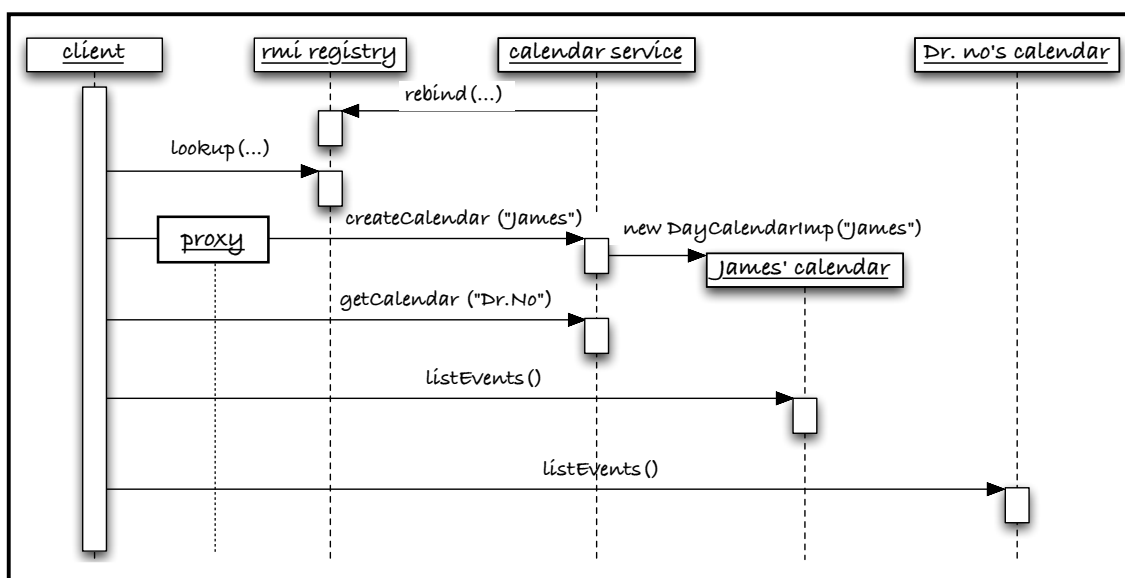 client
rmi registry
calendar service
Dr. no's calendar
rebind (...)
lookup (...)
createCalendar ("James")
proxy
new DayCalendarImp("James")
James' calendar
getCalendar ("Dr.No")
listEvents ()
listEvents ()